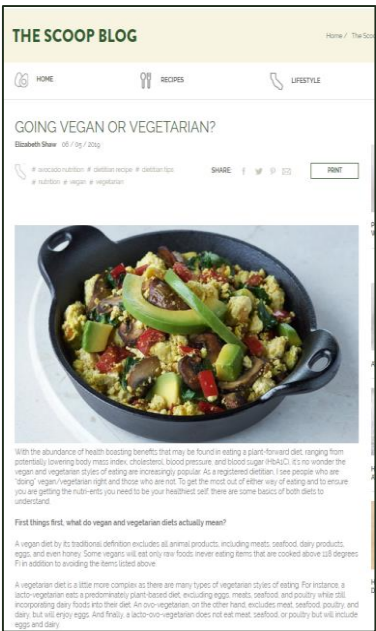 THE SCOOP BLOG
Home / The Scoo
HOME
RECIPES
LIFESTYLE
GOING VEGAN OR VEGETARIAN?
Elizabeth Shaw 06 / 05 / 2019
# avocado nutrition # dietitian recipe # dietitian tips
# nutrition # vegan # vegetarian
SHARE:
PRINT
With the abundance of health boasting benefits that may be found in eating a plant-forward diet, ranging from
potentially lowering body mass index, cholesterol, blood pressure, and blood sugar (HbA1C), it's no wonder the
vegan and vegetarian styles of eating are increasingly popular. As a registered dietitian, I see people who are
"doing" vegan/vegetarian right and those who are not. To get the most out of either way of eating and to ensure
you are getting the nutri-ents you need to be your healthiest self, there are some basics of both diets to
understand.
First things first, what do vegan and vegetarian diets actually mean?
A vegan diet by its traditional definition excludes all animal products, including meats, seafood, dairy products,
eggs, and even honey. Some vegans will eat only raw foods (never eating items that are cooked above 118 degrees
F) in addition to avoiding the items listed above.
A vegetarian diet is a little more complex as there are many types of vegetarian styles of eating. For instance, a
lacto-vegetarian eats a predominately plant-based diet, excluding eggs, meats, seafood, and poultry while still
incorporating dairy foods into their diet. An ovo-vegetarian, on the other hand, excludes meat, seafood, poultry, and
dairy, but will enjoy eggs. And finally, a lacto-ovo-vegetarian does not eat meat, seafood, or poultry but will include
eggs and dairy.